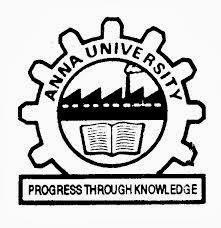 ANNA UNIVERSITY
PROGRESS THROUGH KNOWLEDGE